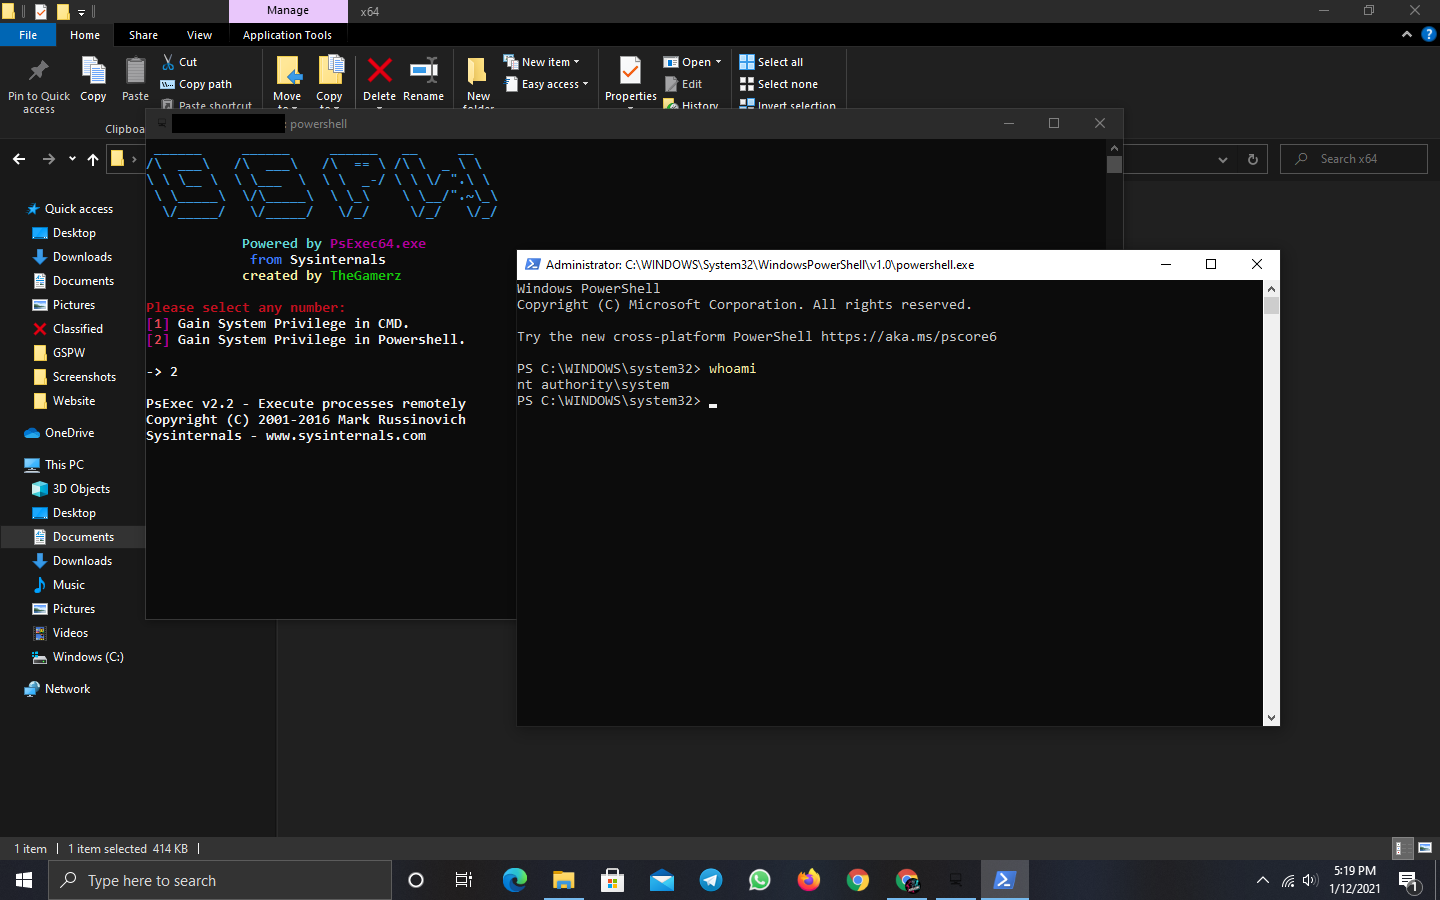 Manage
x64
File
Home
Share
View
Application Tools
Pin to Quick
access
Copy
Paste
Cut
Copy path
Paste shortcut
Move
to
Copy
to
Delete
Rename
New
folder
New item
Easy access
Properties
Open
Edit
History
Select all
Select none
Invert selection
Clipboa
: powershell
Search x64
Quick access
Desktop
Downloads
Documents
Pictures
Classified
GSPW
Screenshots
Website
OneDrive
This PC
3D Objects
Desktop
Documents
Downloads
Music
Pictures
Videos
Windows (C:)
Network
Powered by PsExec64.exe
from Sysinternals
created by TheGamerz
Please select any number:
[1] Gain System Privilege in CMD.
[2] Gain System Privilege in Powershell.
-> 2
PsExec v2.2 - Execute processes remotely
Copyright (C) 2001-2016 Mark Russinovich
Sysinternals - www.sysinternals.com
Administrator: C:\WINDOWS\System32\WindowsPowerShell\v1.0\powershell.exe
Windows PowerShell
Copyright (C) Microsoft Corporation. All rights reserved.
Try the new cross-platform PowerShell https://aka.ms/pscore6
PS C:\WINDOWS\system32> whoami
nt authority\system
PS C:\WINDOWS\system32>
1 item
1 item selected 414 KB
Type here to search
5:19 PM
1/12/2021
1